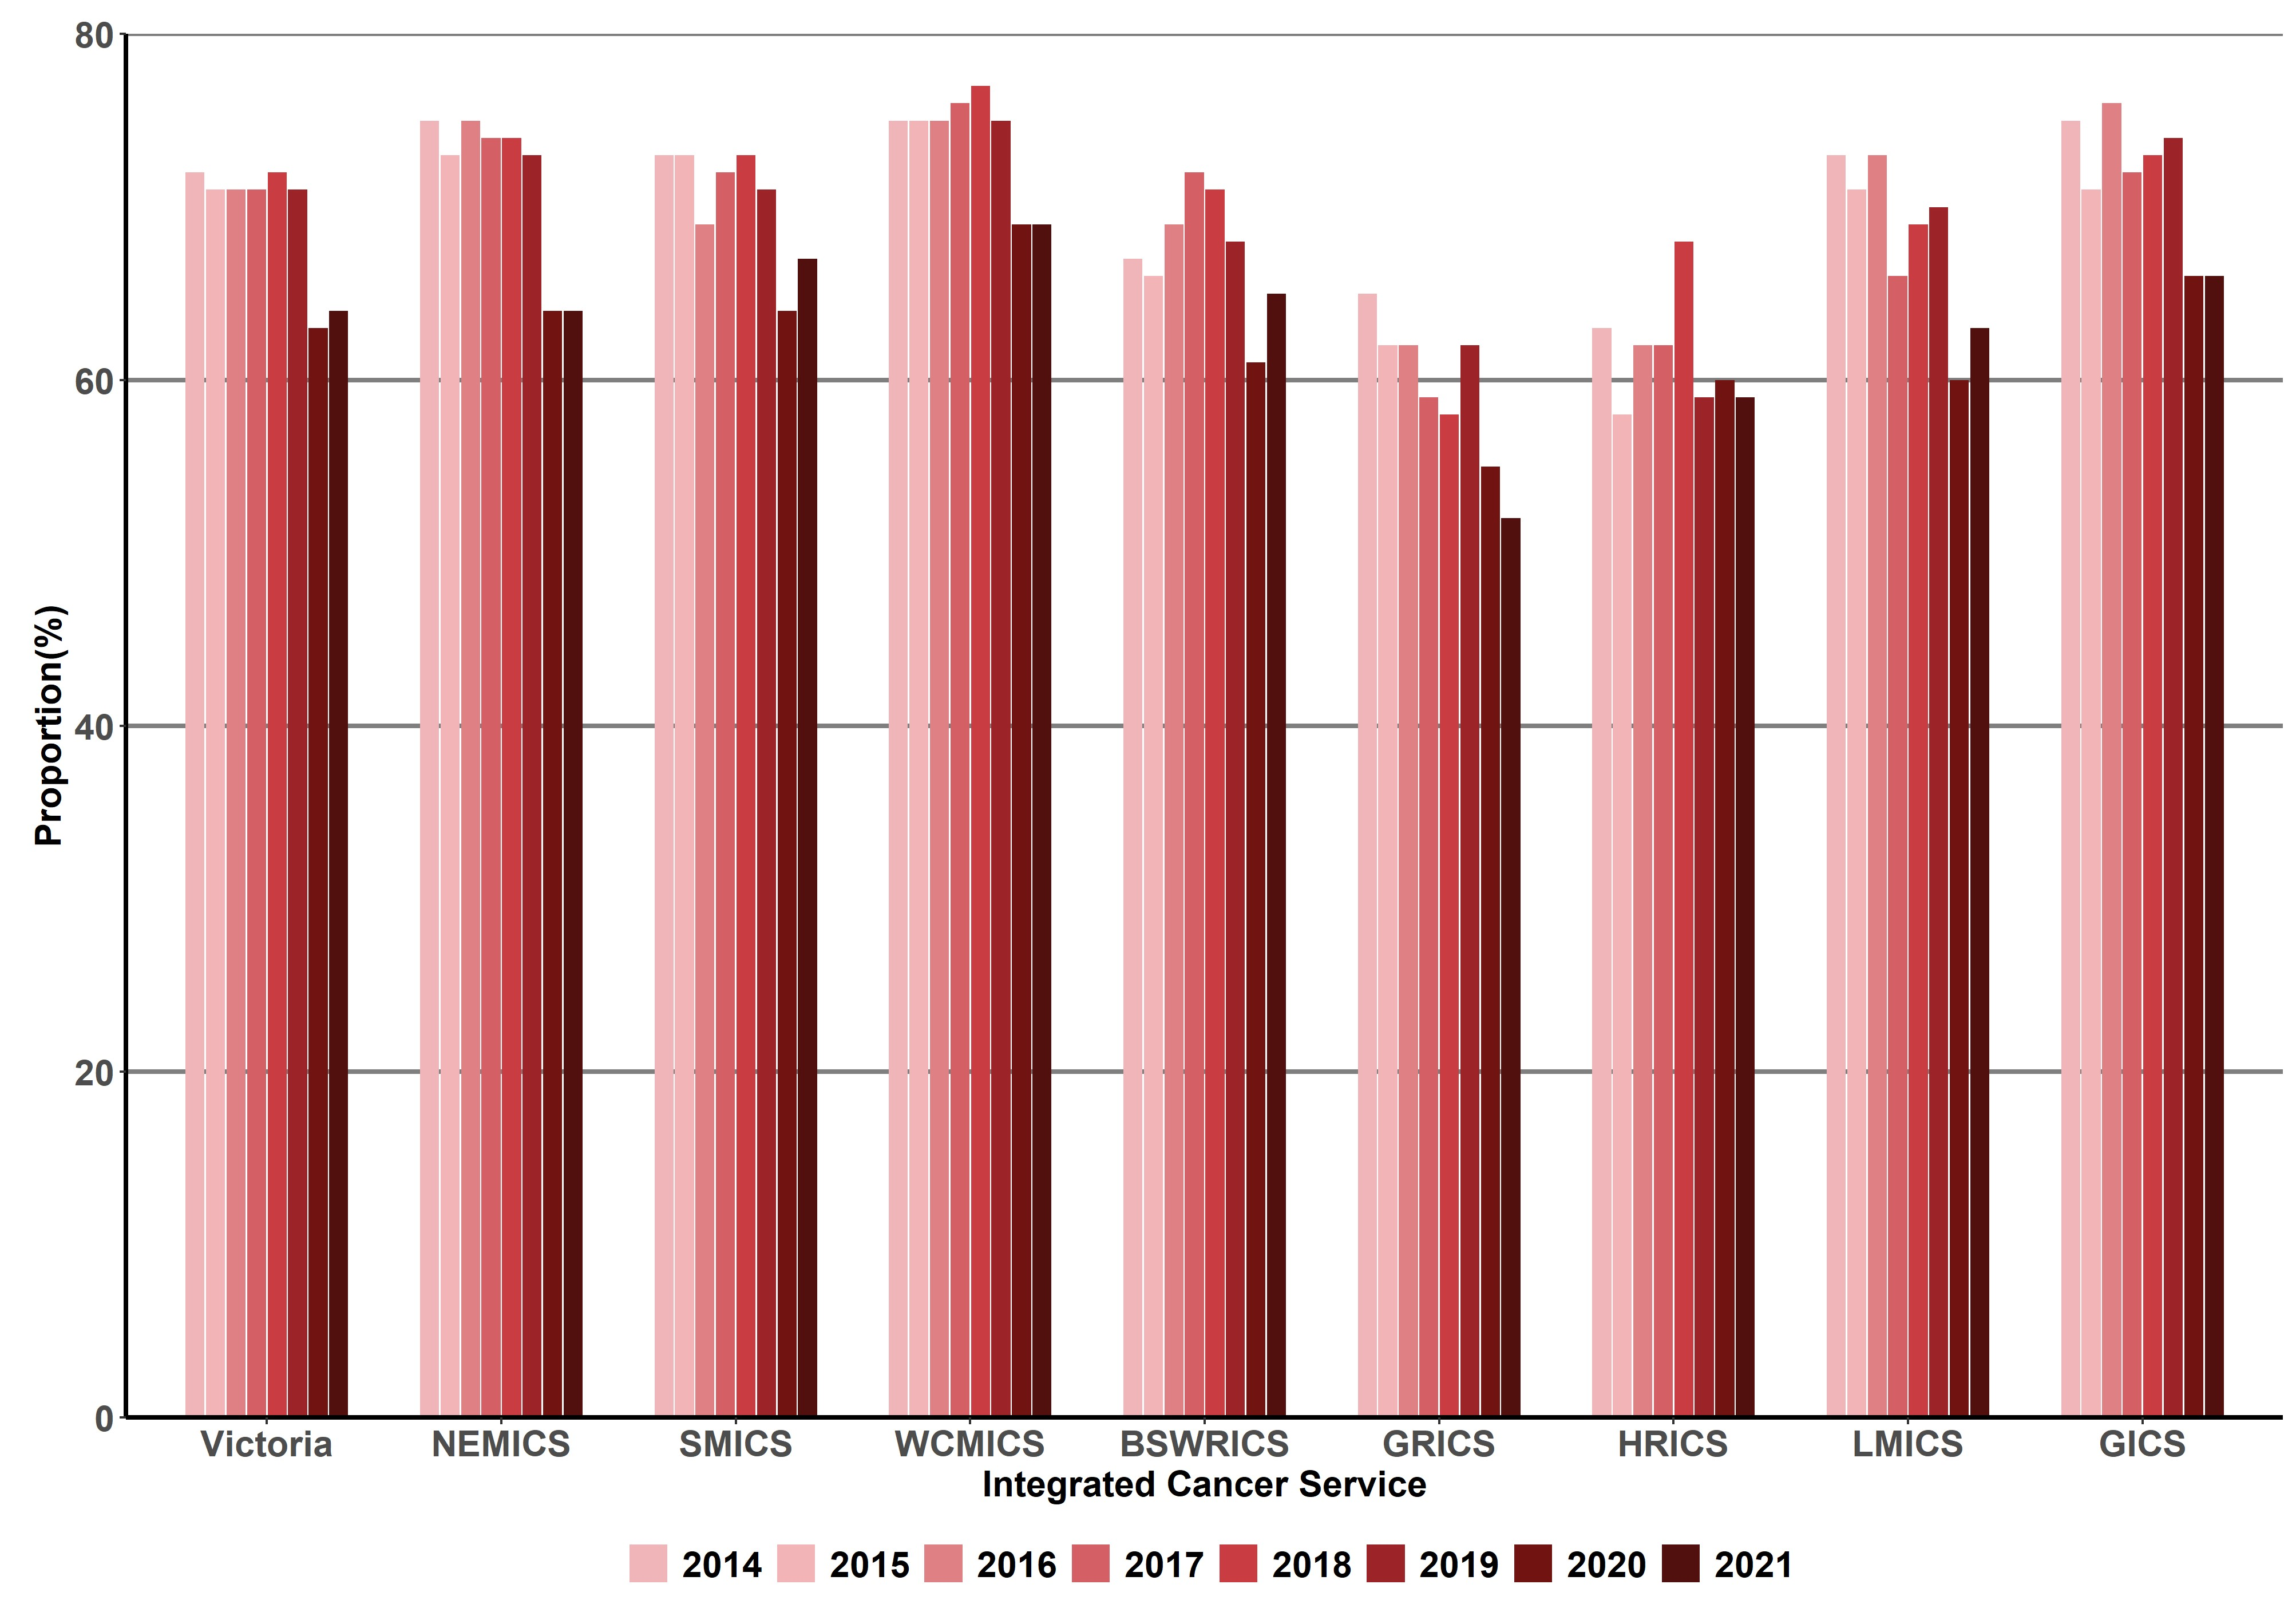 80
60
40
20
0
Proportion(%)
Victoria NEMICS SMICS WCMICS BSWRICS GRICS HRICS LMICS GICS
Integrated Cancer Service
2014 2015 2016 2017 2018 2019 2020 2021